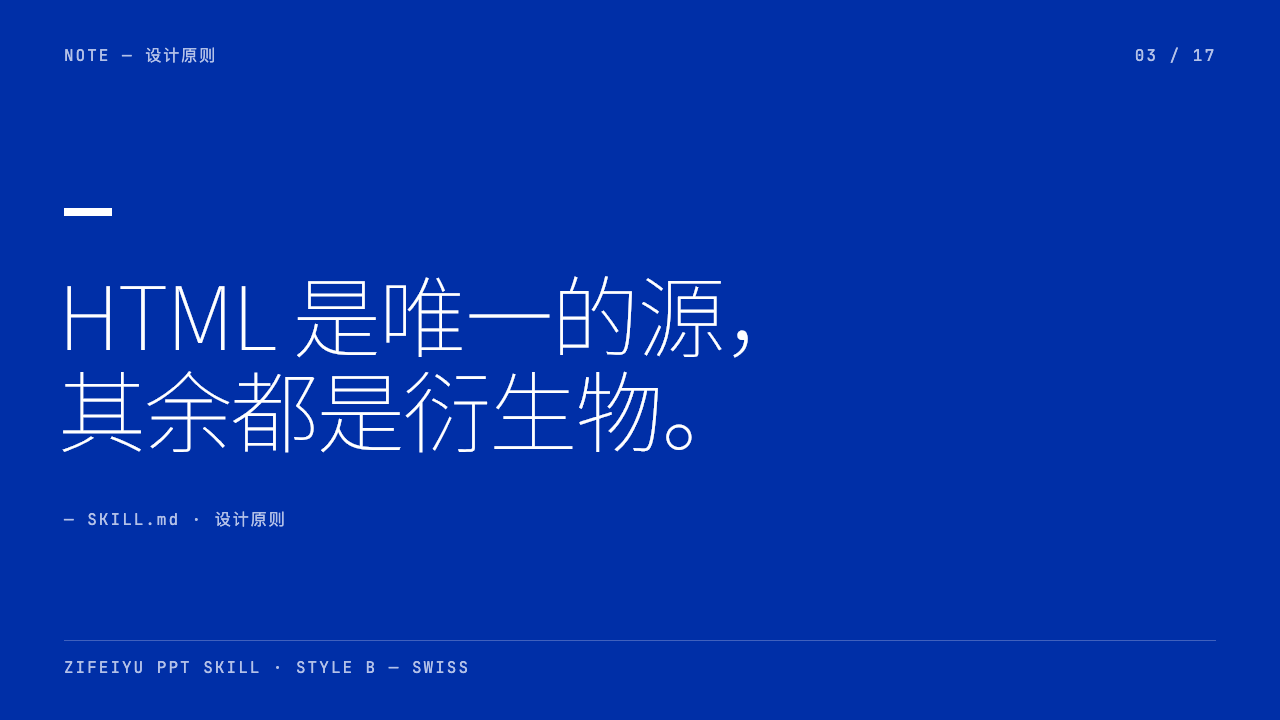 NOTE — 设计原则
03 / 17
HTML 是唯一的源，
其余都是衍生物。
— SKILL.md · 设计原则
ZIFEIYU PPT SKILL · STYLE B — SWISS